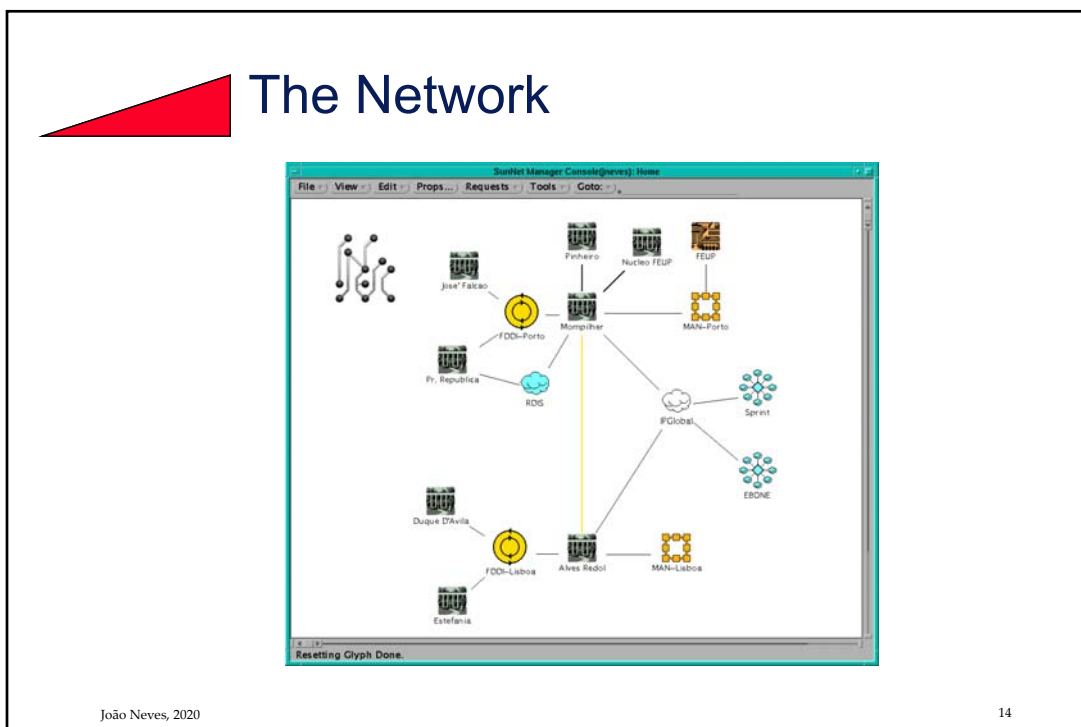 The Network
SunNet Manager Console(jneves): Home
File View Edit Props... Requests Tools Goto:
Pinheiro
Nucleo FEUP
FEUP
Jose' Falcao
FDDI-Porto
Mompilher
MAN-Porto
Pr. Republica
RDIS
IPGlobal
Sprint
EBONE
Duque D'Avila
FDDI-Lisboa
Alves Redol
MAN-Lisboa
Estefania
Resetting Glyph Done.
João Neves, 2020
14